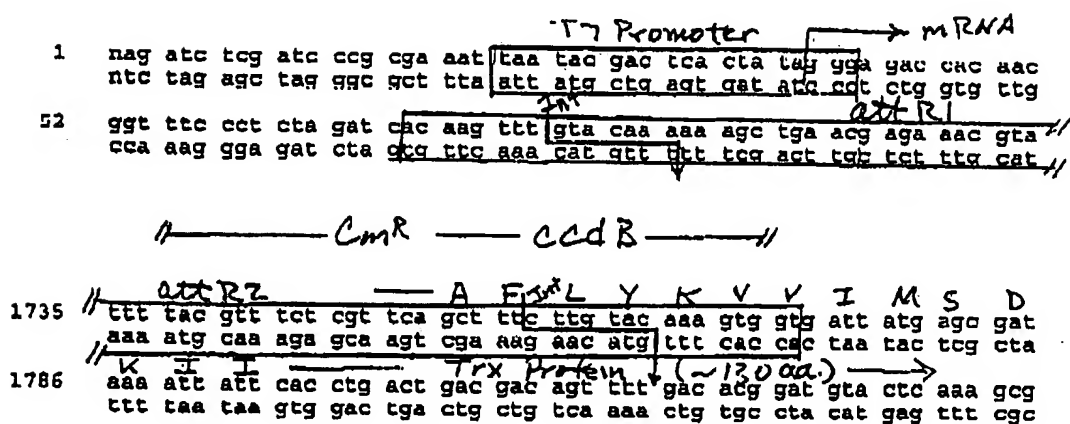 T7 Promoter → mRNA
1 nag atc tcg atc ccg cga aat taa tac gac tca cta tag gga gac cac aac
ntc tag agc tag ggc gct tta att atg ctg agt gat atc cct ctg gtg ttg
Int attR1
52 ggt ttc cct cta gat cac aag ttt gta caa aaa agc tga acg aga aac gta
cca aag gga gat cta gcg ttc aaa cat gtt ttt tcg act tgc tct ttg cat
CmR ccdB
attR2 A F Int L Y K V V I M S D
1735 ttt tac gtt tct cgt tca gct ttc ttg tac aaa gtg gtg att atg agc gat
aaa atg caa aga gca agt cga aag aac atg ttt cac cac taa tac tcg cta
K I I Trx Protein (~130 aa.) →
1786 aaa att att cac ctg act gac gac agt ttt gac acg gat gta ctc aaa gcg
ttt taa taa gtg gac tga ctg ctg tca aaa ctg tgc cta cat gag ttt cgc